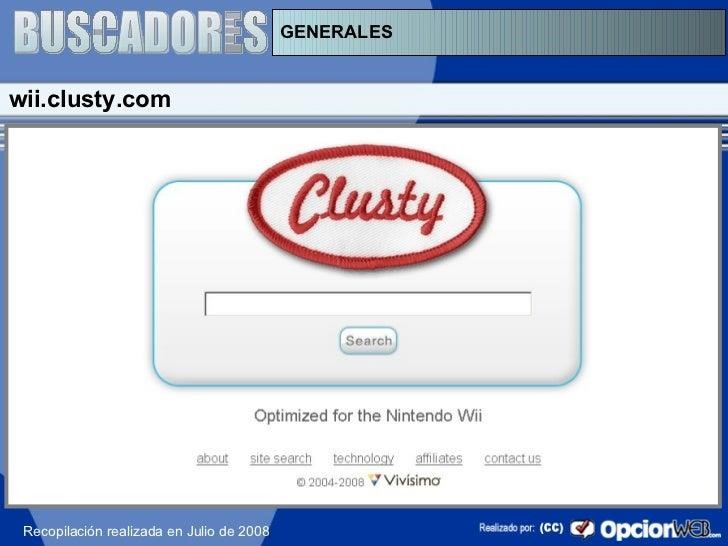 BUSCADORES
GENERALES
wii.clusty.com
Clusty
Search
Optimized for the Nintendo Wii
about site search technology affiliates contact us
© 2004-2008 Vivísimo
Recopilación realizada en Julio de 2008
Realizado por: (CC) OpcionWEB.com